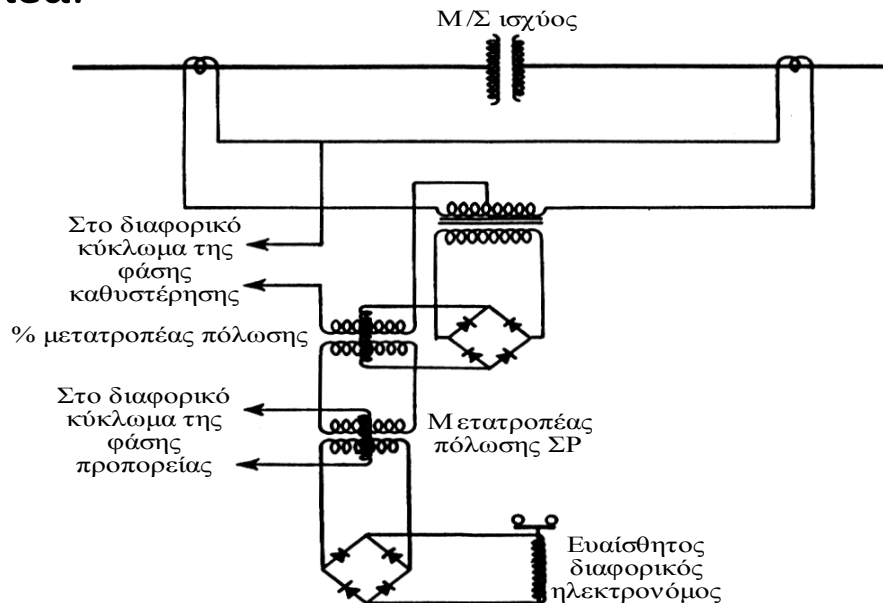 Μ/Σ ισχύος
Στο διαφορικό
κύκλωμα της
φάσης
καθυστέρησης
% μετατροπέας πόλωσης
Στο διαφορικό
κύκλωμα της
φάσης
προπορείας
Μετατροπέας
πόλωσης ΣΡ
Ευαίσθητος
διαφορικός
ηλεκτρονόμος